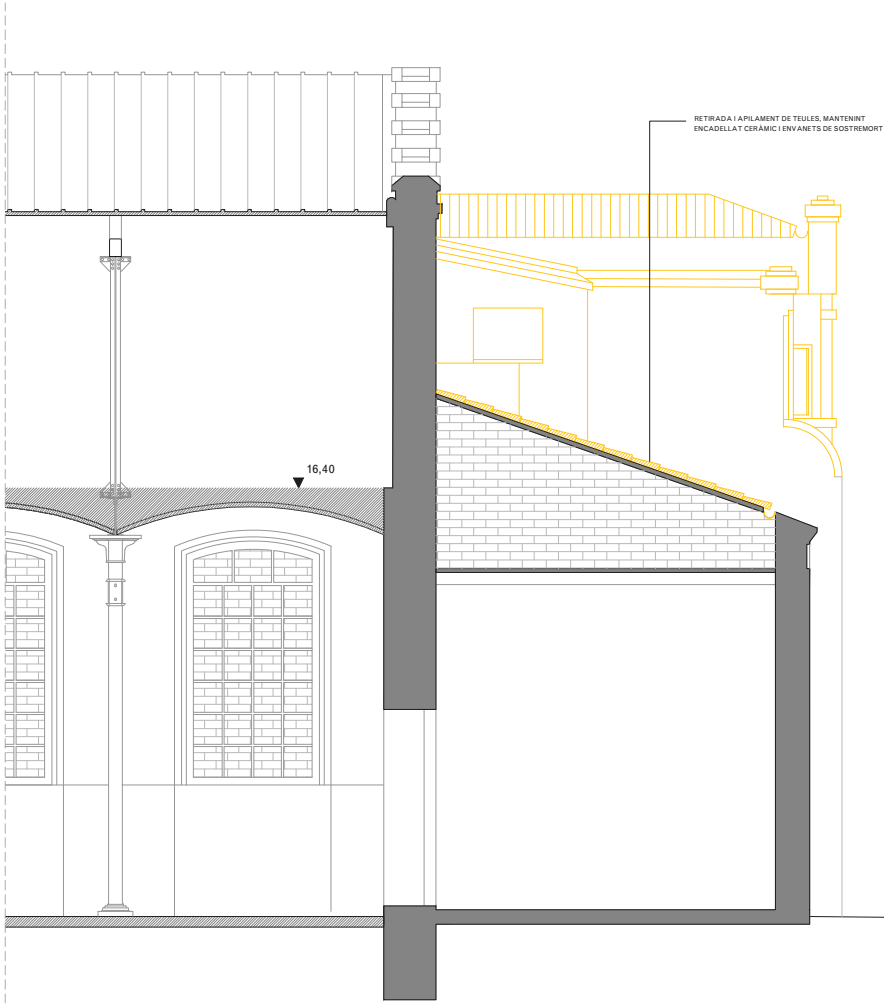 RETIRADA I APILAMENT DE TEULES, MANTENINT
ENCADELLAT CERÀMIC I ENVANETS DE SOSTREMORT
16,40